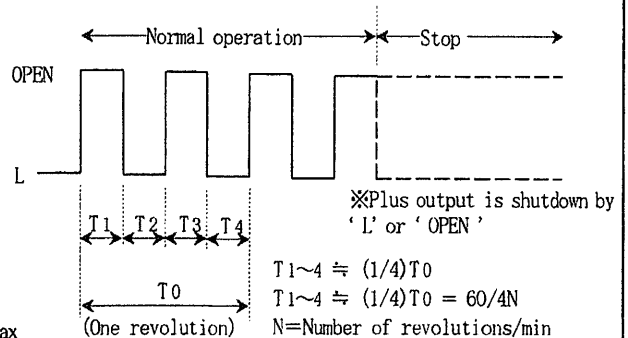 Normal operation Stop
OPEN
L
※Plus output is shutdown by
' L' or ' OPEN '
T1 T2 T3 T4
T1~4 ≒ (1/4)T0
T0
T1~4 ≒ (1/4)T0 = 60/4N
ax (One revolution) N=Number of revolutions/min